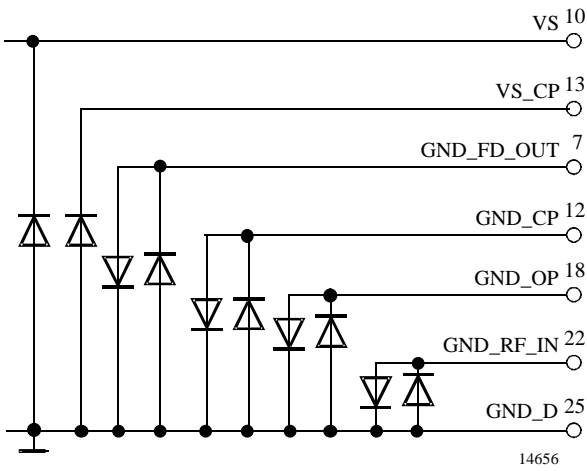 VS 10
VS_CP 13
GND_FD_OUT 7
GND_CP 12
GND_OP 18
GND_RF_IN 22
GND_D 25
14656